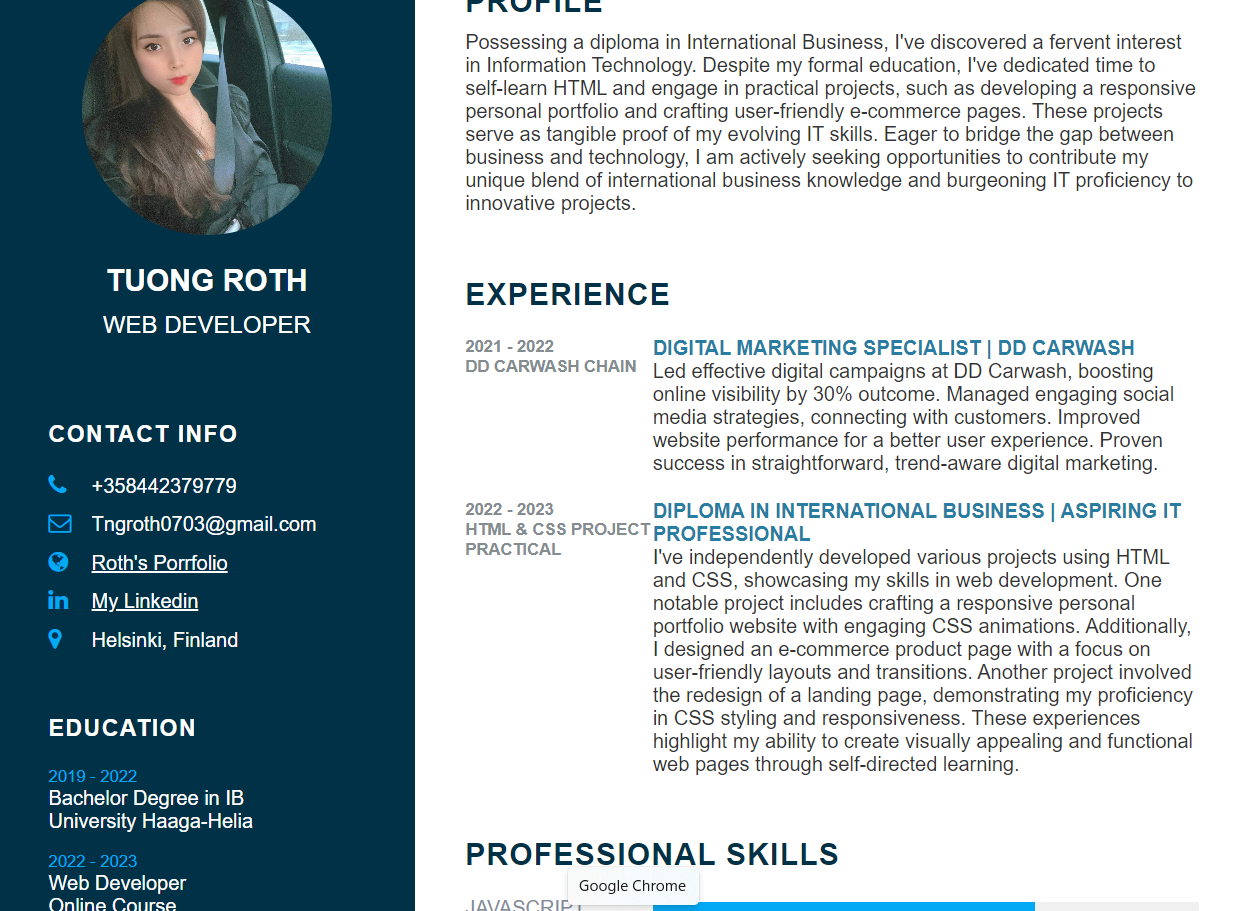 TUONG ROTH
WEB DEVELOPER
CONTACT INFO
+358442379779
Tngroth0703@gmail.com
Roth's Porrfolio
My Linkedin
Helsinki, Finland
EDUCATION
2019 - 2022
Bachelor Degree in IB
University Haaga-Helia
2022 - 2023
Web Developer
Online Course
PROFILE
Possessing a diploma in International Business, I've discovered a fervent interest
in Information Technology. Despite my formal education, I've dedicated time to
self-learn HTML and engage in practical projects, such as developing a responsive
personal portfolio and crafting user-friendly e-commerce pages. These projects
serve as tangible proof of my evolving IT skills. Eager to bridge the gap between
business and technology, I am actively seeking opportunities to contribute my
unique blend of international business knowledge and burgeoning IT proficiency to
innovative projects.
EXPERIENCE
2021 - 2022
DD CARWASH CHAIN
DIGITAL MARKETING SPECIALIST | DD CARWASH
Led effective digital campaigns at DD Carwash, boosting
online visibility by 30% outcome. Managed engaging social
media strategies, connecting with customers. Improved
website performance for a better user experience. Proven
success in straightforward, trend-aware digital marketing.
2022 - 2023
HTML & CSS PROJECT
PRACTICAL
DIPLOMA IN INTERNATIONAL BUSINESS | ASPIRING IT
PROFESSIONAL
I've independently developed various projects using HTML
and CSS, showcasing my skills in web development. One
notable project includes crafting a responsive personal
portfolio website with engaging CSS animations. Additionally,
I designed an e-commerce product page with a focus on
user-friendly layouts and transitions. Another project involved
the redesign of a landing page, demonstrating my proficiency
in CSS styling and responsiveness. These experiences
highlight my ability to create visually appealing and functional
web pages through self-directed learning.
PROFESSIONAL SKILLS
Google Chrome
JAVASCRIPT